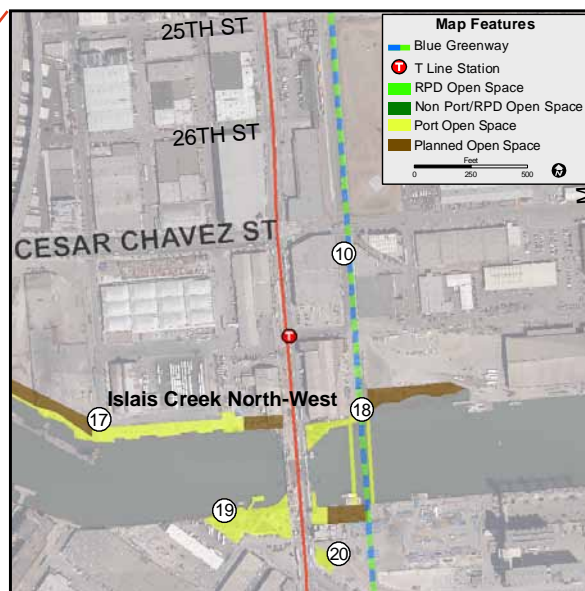 25TH ST
26TH ST
CESAR CHAVEZ ST
Map Features
Blue Greenway
T T Line Station
RPD Open Space
Non Port/RPD Open Space
Port Open Space
Planned Open Space
Feet
0 250 500
N
M
10
T
Islais Creek North-West
17
18
19
20